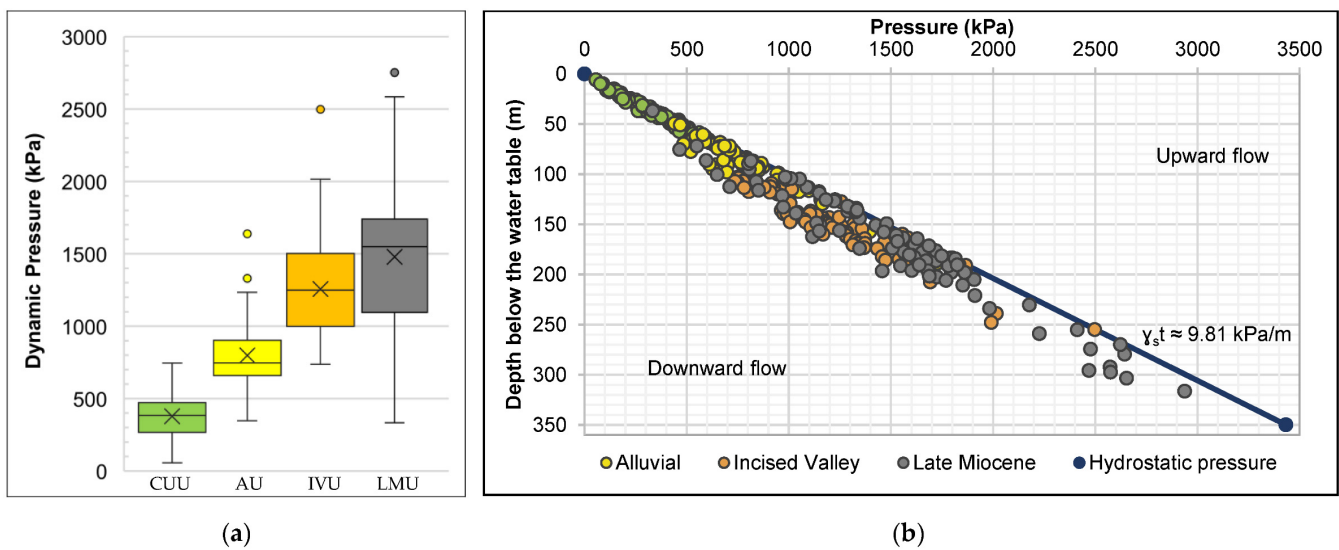 Dynamic Pressure (kPa)
3000
2500
2000
1500
1000
500
0
CUU AU IVU LMU
(a)
Pressure (kPa)
0 500 1000 1500 2000 2500 3000 3500
Depth below the water table (m)
0
50
100
150
200
250
300
350
Upward flow
Downward flow
ɣst ≈ 9.81 kPa/m
Alluvial Incised Valley Late Miocene Hydrostatic pressure
(b)